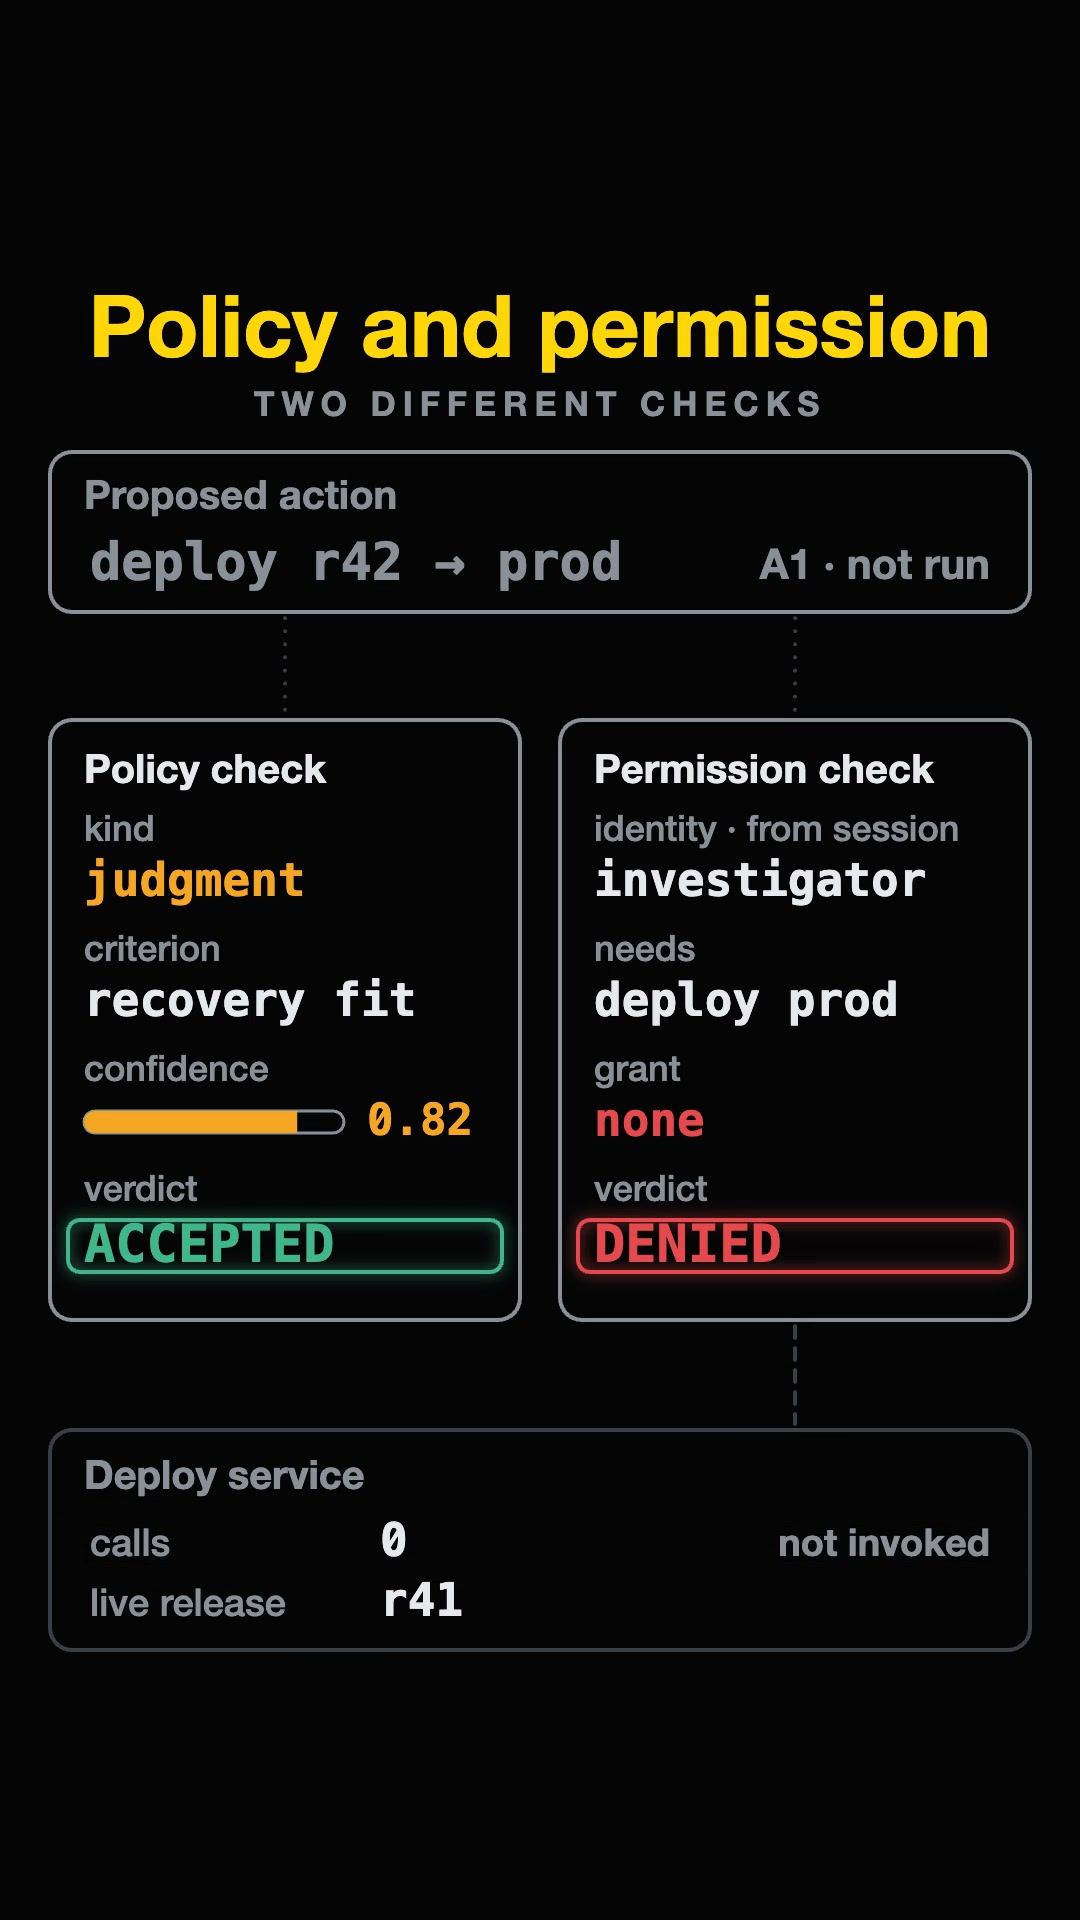 Policy and permission
TWO DIFFERENT CHECKS
Proposed action
deploy r42 → prod
A1 · not run
Policy check
kind
judgment
criterion
recovery fit
confidence
0.82
verdict
ACCEPTED
Permission check
identity · from session
investigator
needs
deploy prod
grant
none
verdict
DENIED
Deploy service
calls 0 not invoked
live release r41